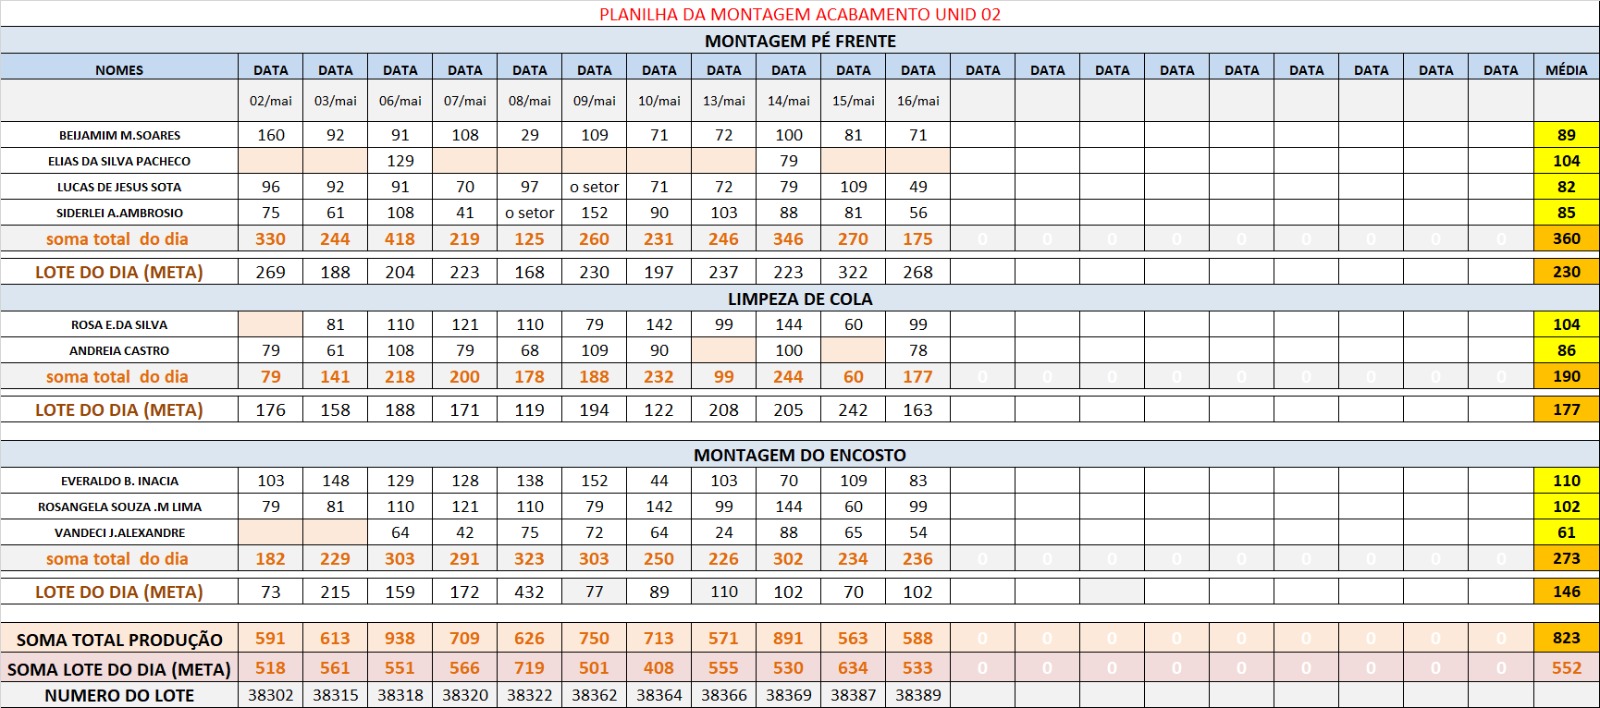 PLANILHA DA MONTAGEM ACABAMENTO UNID 02
MONTAGEM PÉ FRENTE
NOMES DATA DATA DATA DATA DATA DATA DATA DATA DATA DATA DATA DATA DATA DATA DATA DATA DATA DATA DATA DATA MÉDIA
02/mai 03/mai 06/mai 07/mai 08/mai 09/mai 10/mai 13/mai 14/mai 15/mai 16/mai
BEIJAMIM M.SOARES 160 92 91 108 29 109 71 72 100 81 71 89
ELIAS DA SILVA PACHECO 129 79 104
LUCAS DE JESUS SOTA 96 92 91 70 97 o setor 71 72 79 109 49 82
SIDERLEI A.AMBROSIO 75 61 108 41 o setor 152 90 103 88 81 56 85
soma total do dia 330 244 418 219 125 260 231 246 346 270 175 0 0 0 0 0 0 0 0 0 360
LOTE DO DIA (META) 269 188 204 223 168 230 197 237 223 322 268 230
LIMPEZA DE COLA
ROSA E.DA SILVA 81 110 121 110 79 142 99 144 60 99 104
ANDREIA CASTRO 79 61 108 79 68 109 90 100 78 86
soma total do dia 79 141 218 200 178 188 232 99 244 60 177 0 0 0 0 0 0 0 0 0 190
LOTE DO DIA (META) 176 158 188 171 119 194 122 208 205 242 163 177
MONTAGEM DO ENCOSTO
EVERALDO B. INACIA 103 148 129 128 138 152 44 103 70 109 83 110
ROSANGELA SOUZA .M LIMA 79 81 110 121 110 79 142 99 144 60 99 102
VANDECI J.ALEXANDRE 64 42 75 72 64 24 88 65 54 61
soma total do dia 182 229 303 291 323 303 250 226 302 234 236 0 0 0 0 0 0 0 0 0 273
LOTE DO DIA (META) 73 215 159 172 432 77 89 110 102 70 102 146
SOMA TOTAL PRODUÇÃO 591 613 938 709 626 750 713 571 891 563 588 0 0 0 0 0 0 0 0 0 823
SOMA LOTE DO DIA (META) 518 561 551 566 719 501 408 555 530 634 533 0 0 0 0 0 0 0 0 0 552
NUMERO DO LOTE 38302 38315 38318 38320 38322 38362 38364 38366 38369 38387 38389